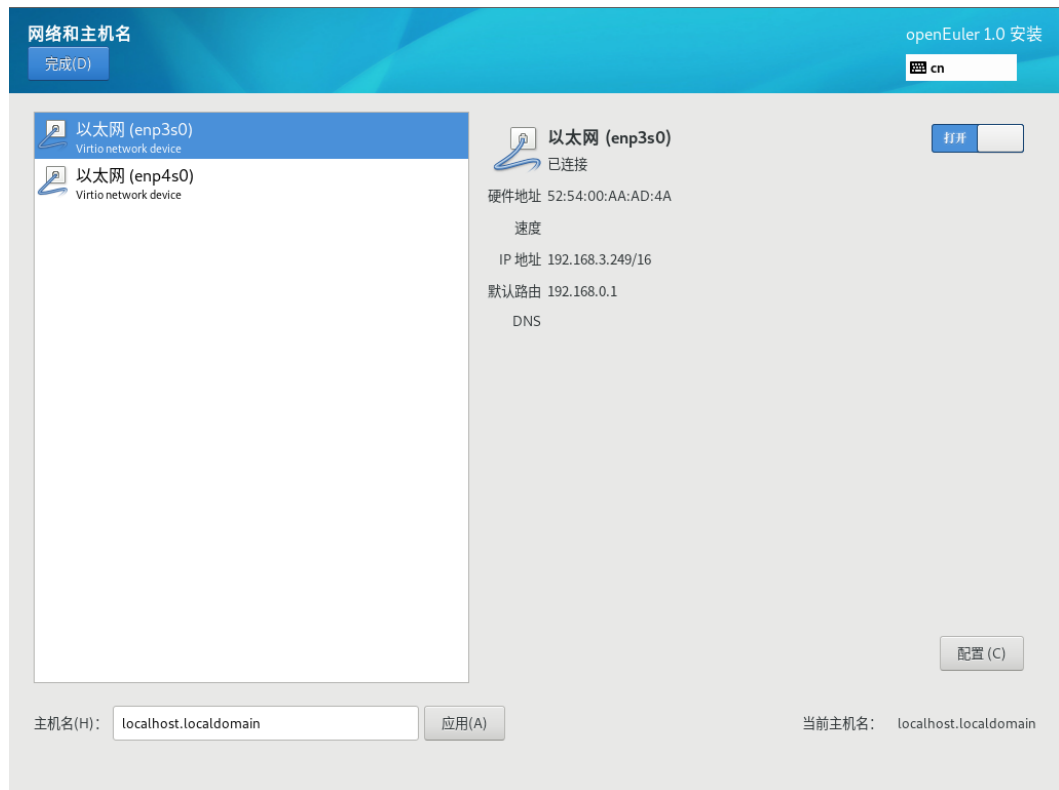 网络和主机名
openEuler 1.0 安装
完成(D)
cn
以太网 (enp3s0)
Virtio network device
以太网 (enp4s0)
Virtio network device
以太网 (enp3s0)
已连接
打开
硬件地址 52:54:00:AA:AD:4A
速度
IP 地址 192.168.3.249/16
默认路由 192.168.0.1
DNS
配置 (C)
主机名(H)： localhost.localdomain 应用(A) 当前主机名： localhost.localdomain